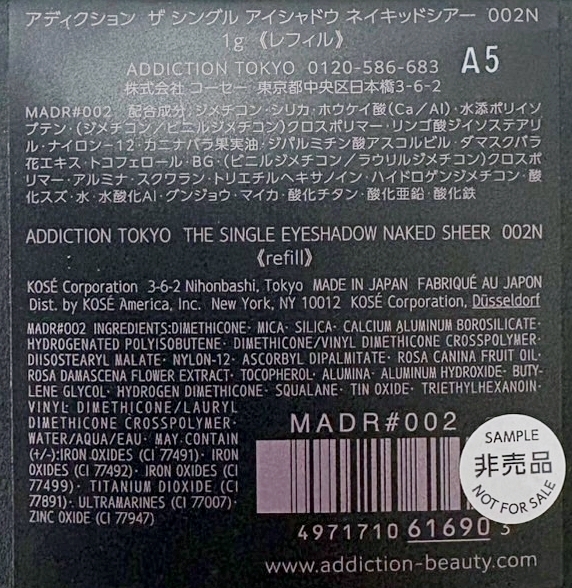 アディクション ザ シングル アイシャドウ ネイキッドシアー 002N
1g 《レフィル》
ADDICTION TOKYO 0120-586-683 A5
株式会社 コーセー 東京都中央区日本橋3-6-2
MADR#002 配合成分:ジメチコン・シリカ・ホウケイ酸(Ca/Al)・水添ポリイソ
ブテン・(ジメチコン/ビニルジメチコン)クロスポリマー・リンゴ酸ジイソステアリ
ル・ナイロン-12・カニナバラ果実油・ジパルミチン酸アスコルビル・ダマスクバラ
花エキス・トコフェロール・BG・(ビニルジメチコン/ラウリルジメチコン)クロスポ
リマー・アルミナ・スクワラン・トリエチルヘキサノイン・ハイドロゲンジメチコン・酸
化スズ・水・水酸化Al・グンジョウ・マイカ・酸化チタン・酸化亜鉛・酸化鉄
ADDICTION TOKYO THE SINGLE EYESHADOW NAKED SHEER 002N
《refill》
KOSÉ Corporation 3-6-2 Nihonbashi, Tokyo MADE IN JAPAN FABRIQUÉ AU JAPON
Dist. by KOSÉ America, Inc. New York, NY 10012 KOSÉ Corporation, Düsseldorf
MADR#002 INGREDIENTS:DIMETHICONE· MICA· SILICA· CALCIUM ALUMINUM BOROSILICATE·
HYDROGENATED POLYISOBUTENE· DIMETHICONE/VINYL DIMETHICONE CROSSPOLYMER·
DIISOSTEARYL MALATE· NYLON-12· ASCORBYL DIPALMITATE· ROSA CANINA FRUIT OIL·
ROSA DAMASCENA FLOWER EXTRACT· TOCOPHEROL· ALUMINA· ALUMINUM HYDROXIDE· BUTY-
LENE GLYCOL· HYDROGEN DIMETHICONE· SQUALANE· TIN OXIDE· TRIETHYLHEXANOIN·
VINYL DIMETHICONE/LAURYL
DIMETHICONE CROSSPOLYMER·
WATER/AQUA/EAU· MAY CONTAIN
(+/-):IRON OXIDES (CI 77491)· IRON
OXIDES (CI 77492)· IRON OXIDES (CI
77499)· TITANIUM DIOXIDE (CI
77891)· ULTRAMARINES (CI 77007)·
ZINC OXIDE (CI 77947)
MADR#002
SAMPLE
非売品
NOT FOR SALE
4971710 61690 3
www.addiction-beauty.com